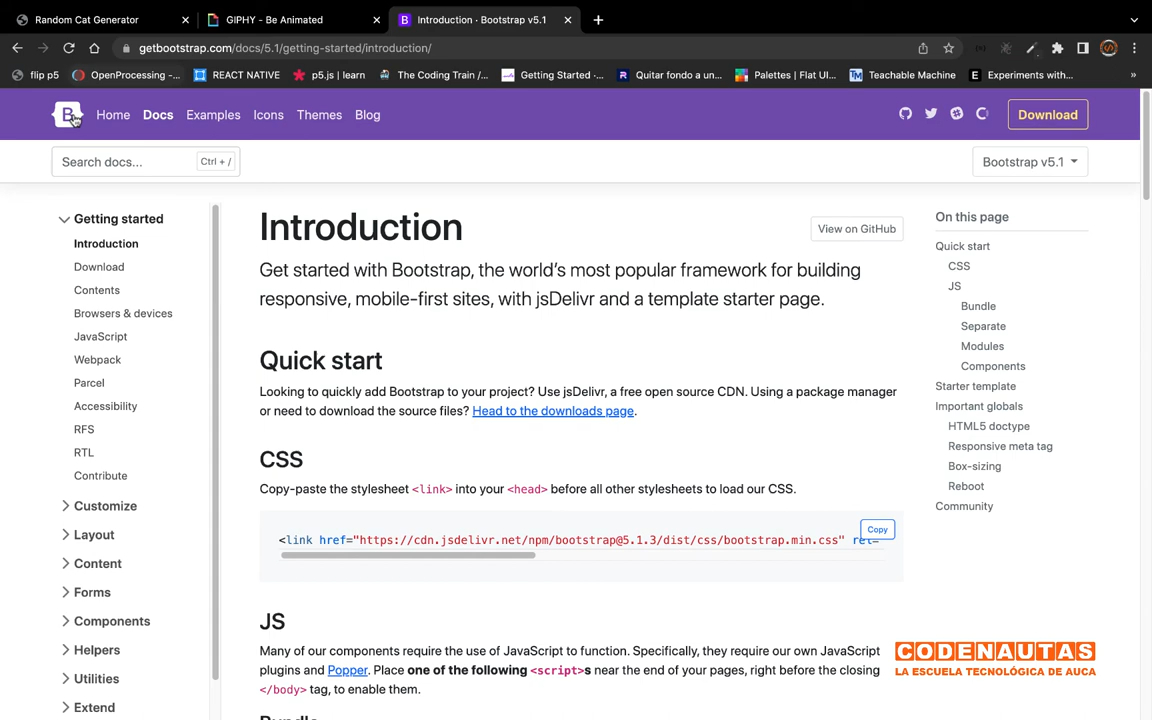 Random Cat Generator
GIPHY - Be Animated
Introduction · Bootstrap v5.1
getbootstrap.com/docs/5.1/getting-started/introduction/
flip p5
OpenProcessing -...
REACT NATIVE
p5.js | learn
The Coding Train /...
Getting Started ·...
Quitar fondo a un...
Palettes | Flat UI...
Teachable Machine
Experiments with...
»
B
Home
Docs
Examples
Icons
Themes
Blog
Download
Search docs...
Ctrl + /
Bootstrap v5.1
Getting started
Introduction
Download
Contents
Browsers & devices
JavaScript
Webpack
Parcel
Accessibility
RFS
RTL
Contribute
Customize
Layout
Content
Forms
Components
Helpers
Utilities
Extend
Introduction
View on GitHub
Get started with Bootstrap, the world's most popular framework for building
responsive, mobile-first sites, with jsDelivr and a template starter page.
Quick start
Looking to quickly add Bootstrap to your project? Use jsDelivr, a free open source CDN. Using a package manager
or need to download the source files? Head to the downloads page.
CSS
Copy-paste the stylesheet <link> into your <head> before all other stylesheets to load our CSS.
Copy
<link href="https://cdn.jsdelivr.net/npm/bootstrap@5.1.3/dist/css/bootstrap.min.css" rel=
JS
Many of our components require the use of JavaScript to function. Specifically, they require our own JavaScript
plugins and Popper. Place one of the following <script>s near the end of your pages, right before the closing
</body> tag, to enable them.
Bundle
On this page
Quick start
CSS
JS
Bundle
Separate
Modules
Components
Starter template
Important globals
HTML5 doctype
Responsive meta tag
Box-sizing
Reboot
Community
CODENAUTAS
LA ESCUELA TECNOLÓGICA DE AUCA